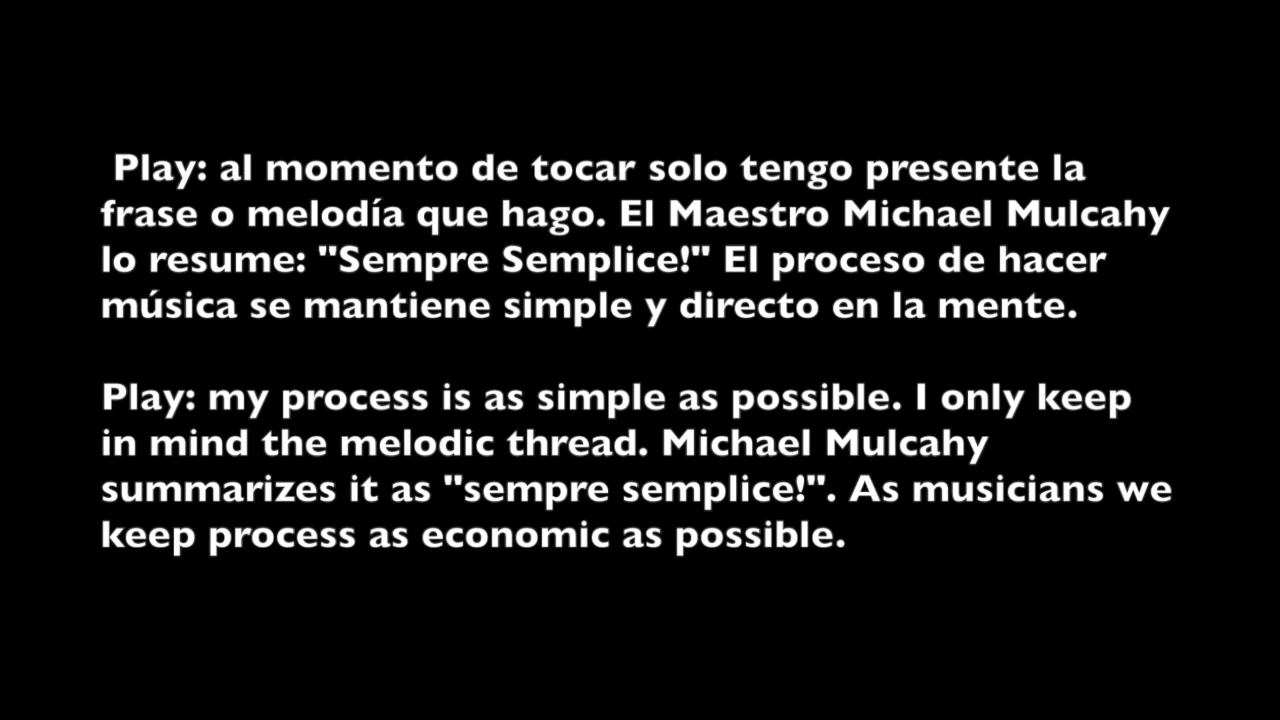 Play: al momento de tocar solo tengo presente la
frase o melodía que hago. El Maestro Michael Mulcahy
lo resume: "Sempre Semplice!" El proceso de hacer
música se mantiene simple y directo en la mente.
Play: my process is as simple as possible. I only keep
in mind the melodic thread. Michael Mulcahy
summarizes it as "sempre semplice!". As musicians we
keep process as economic as possible.